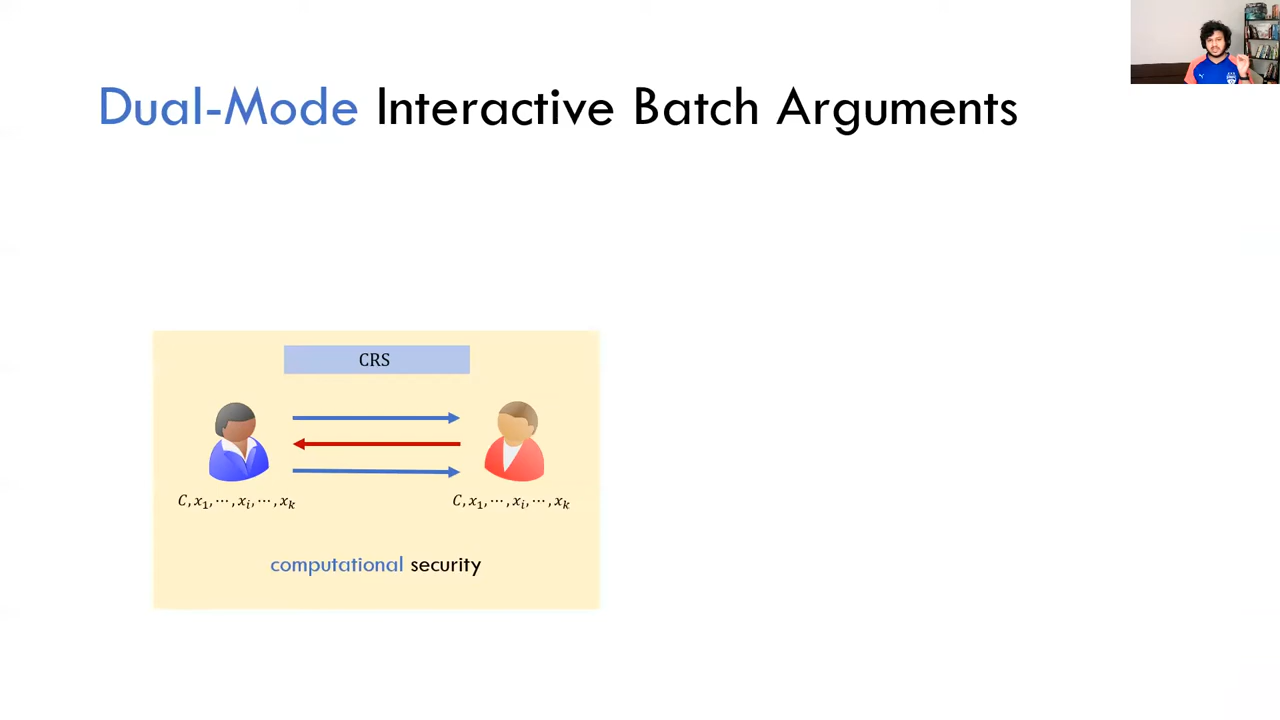 Dual-Mode Interactive Batch Arguments
CRS
C, x₁, ⋯, xᵢ, ⋯, xₖ
C, x₁, ⋯, xᵢ, ⋯, xₖ
computational security